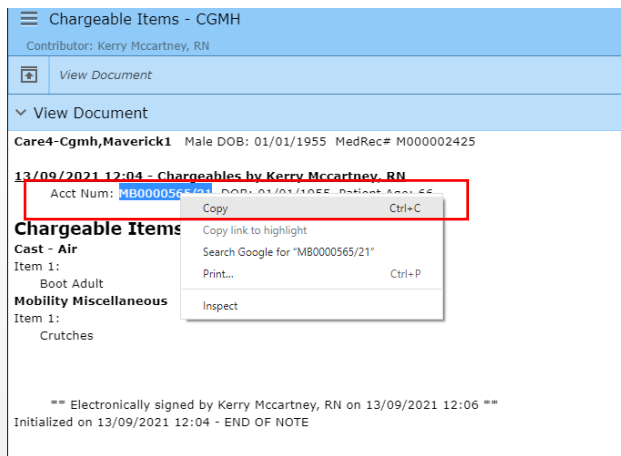 Chargeable Items - CGMH
Contributor: Kerry Mccartney, RN
View Document
View Document
Care4-Cgmh,Maverick1 Male DOB: 01/01/1955 MedRec# M000002425
13/09/2021 12:04 - Chargeables by Kerry Mccartney, RN
Acct Num: MB0000565/21 DOB: 01/01/1955 Patient Age: 66
Copy Ctrl+C
Copy link to highlight
Search Google for “MB0000565/21”
Print... Ctrl+P
Inspect
Chargeable Items
Cast - Air
Item 1:
Boot Adult
Mobility Miscellaneous
Item 1:
Crutches
** Electronically signed by Kerry Mccartney, RN on 13/09/2021 12:06 **
Initialized on 13/09/2021 12:04 - END OF NOTE